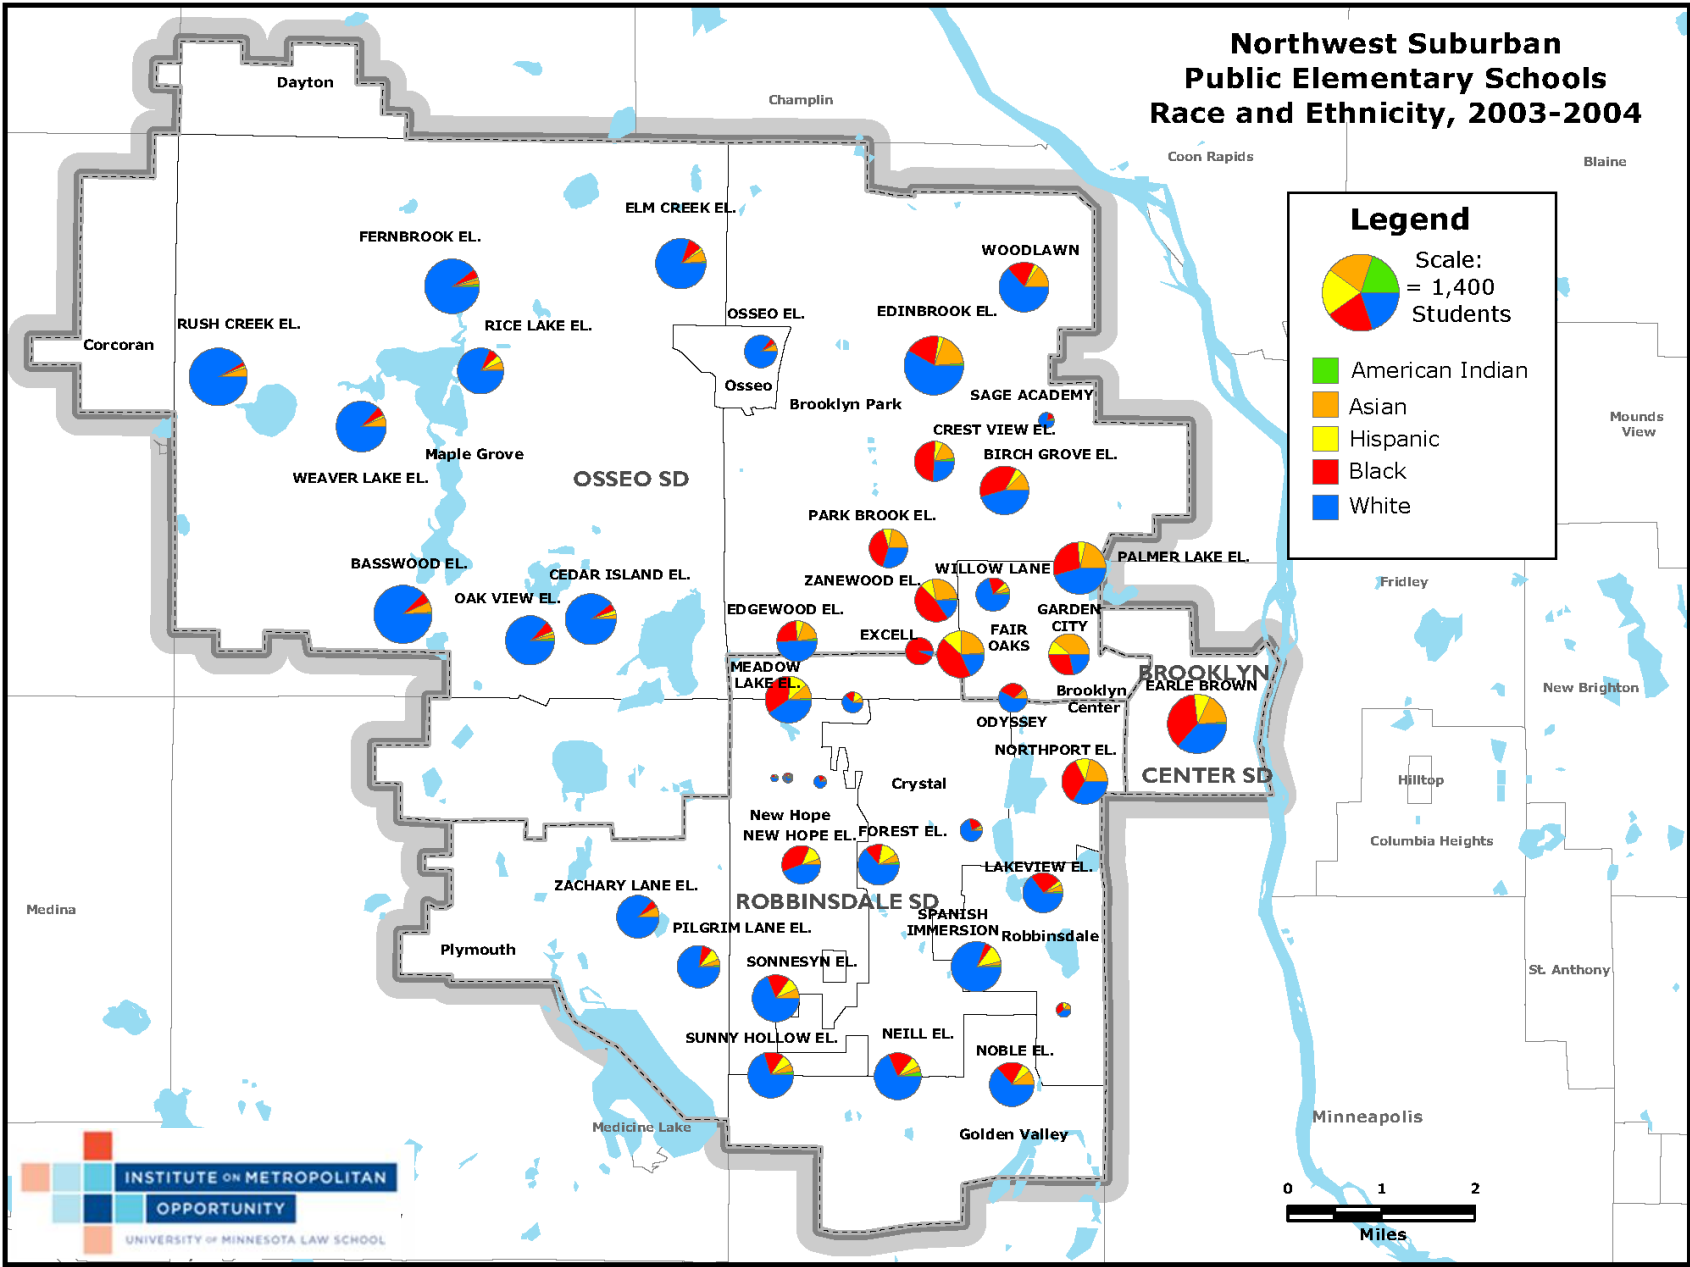 Northwest Suburban
Public Elementary Schools
Race and Ethnicity, 2003-2004
Dayton
Champlin
Coon Rapids
Blaine
Legend
Scale:
= 1,400
Students
American Indian
Asian
Hispanic
Black
White
ELM CREEK EL.
FERNBROOK EL.
WOODLAWN
RUSH CREEK EL.
RICE LAKE EL.
OSSEO EL.
EDINBROOK EL.
Corcoran
Osseo
Brooklyn Park
SAGE ACADEMY
Mounds
View
CREST VIEW EL.
BIRCH GROVE EL.
Maple Grove
WEAVER LAKE EL.
OSSEO SD
PARK BROOK EL.
PALMER LAKE EL.
BASSWOOD EL.
CEDAR ISLAND EL.
WILLOW LANE
ZANEWOOD EL.
Fridley
OAK VIEW EL.
EDGEWOOD EL.
GARDEN
CITY
EXCELL
FAIR
OAKS
MEADOW
LAKE EL.
BROOKLYN
EARLE BROWN
New Brighton
Brooklyn
Center
ODYSSEY
NORTHPORT EL.
CENTER SD
Hilltop
Crystal
New Hope
NEW HOPE EL.
FOREST EL.
Columbia Heights
LAKEVIEW EL.
ZACHARY LANE EL.
ROBBINSDALE SD
Medina
SPANISH
IMMERSION
PILGRIM LANE EL.
Robbinsdale
Plymouth
SONNESYN EL.
St. Anthony
SUNNY HOLLOW EL.
NEILL EL.
NOBLE EL.
Medicine Lake
Golden Valley
Minneapolis
INSTITUTE ON METROPOLITAN
OPPORTUNITY
UNIVERSITY OF MINNESOTA LAW SCHOOL
0 1 2
Miles